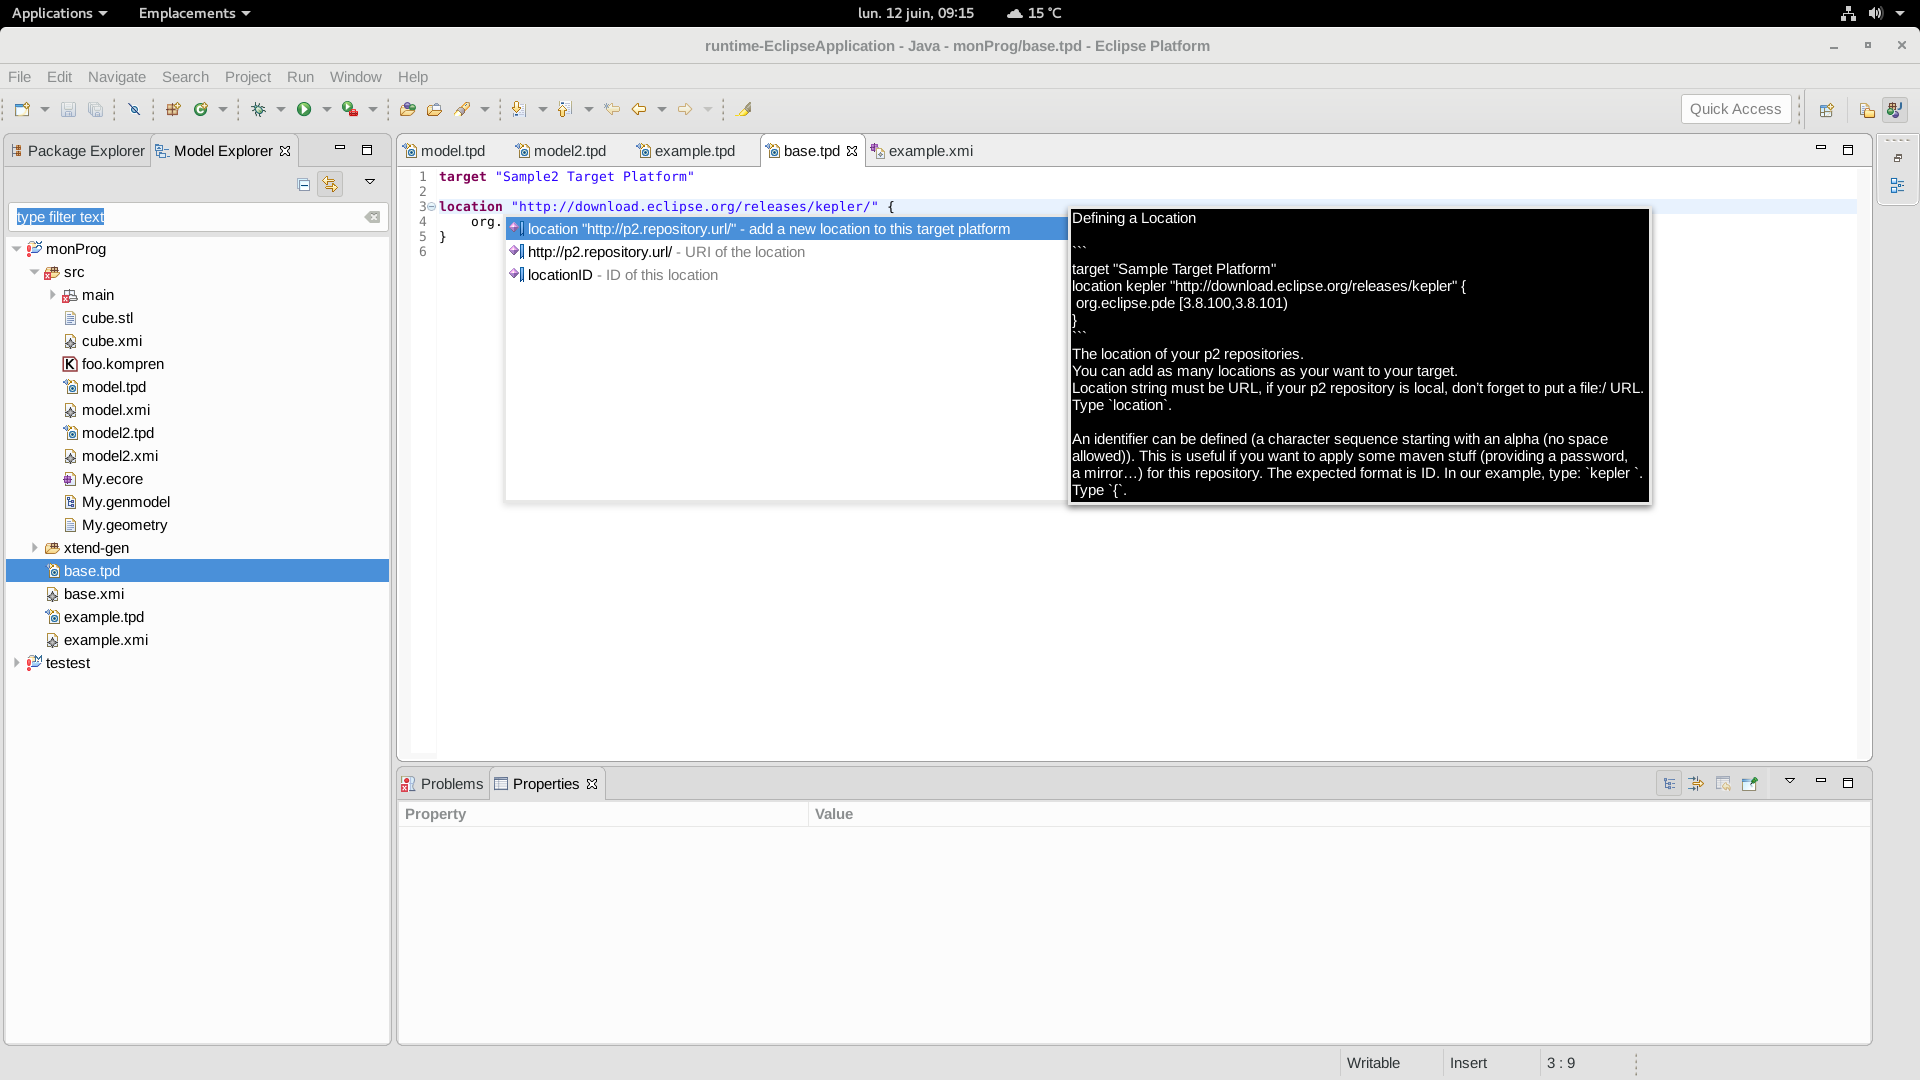 Applications
Emplacements
lun. 12 juin, 09:15
15 °C
runtime-EclipseApplication - Java - monProg/base.tpd - Eclipse Platform
File Edit Navigate Search Project Run Window Help
Quick Access
Package Explorer
Model Explorer
type filter text
monProg
src
main
cube.stl
cube.xmi
foo.kompren
model.tpd
model.xmi
model2.tpd
model2.xmi
My.ecore
My.genmodel
My.geometry
xtend-gen
base.tpd
base.xmi
example.tpd
example.xmi
testest
model.tpd
model2.tpd
example.tpd
base.tpd
example.xmi
1 target "Sample2 Target Platform"
2
3 location "http://download.eclipse.org/releases/kepler/" {
4 org.
5 }
6
location "http://p2.repository.url/" - add a new location to this target platform
http://p2.repository.url/ - URI of the location
locationID - ID of this location
Defining a Location
```
target "Sample Target Platform"
location kepler "http://download.eclipse.org/releases/kepler" {
org.eclipse.pde [3.8.100,3.8.101)
}
```
The location of your p2 repositories.
You can add as many locations as your want to your target.
Location string must be URL, if your p2 repository is local, don't forget to put a file:/ URL.
Type `location`.
An identifier can be defined (a character sequence starting with an alpha (no space
allowed)). This is useful if you want to apply some maven stuff (providing a password,
a mirror…) for this repository. The expected format is ID. In our example, type: `kepler `.
Type `{`.
Problems
Properties
Property
Value
Writable
Insert
3 : 9